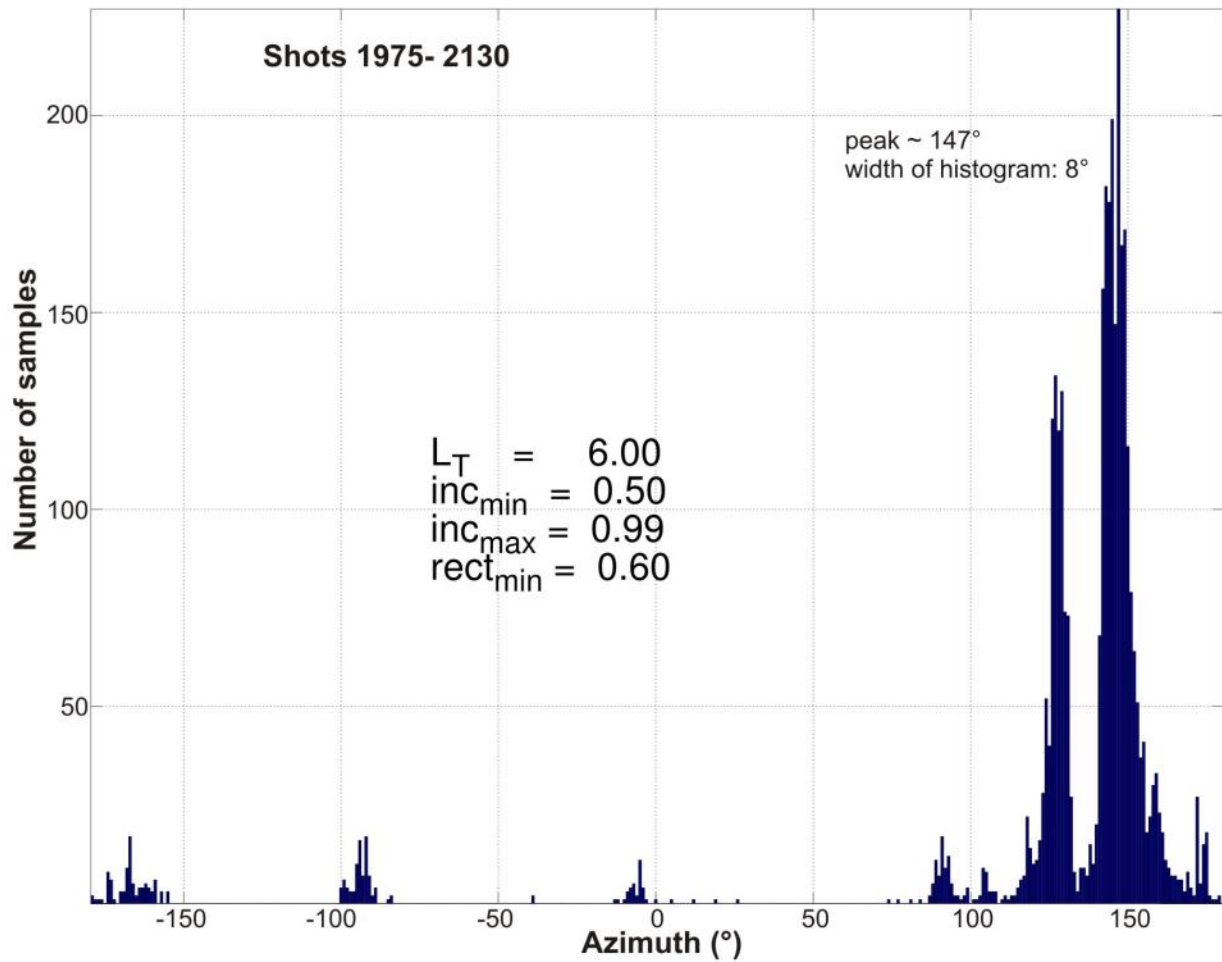 Shots 1975- 2130
peak ~ 147°
width of histogram: 8°
L_T = 6.00
inc_min = 0.50
inc_max = 0.99
rect_min = 0.60
Number of samples
200
150
100
50
-150 -100 -50 0 50 100 150
Azimuth (°)